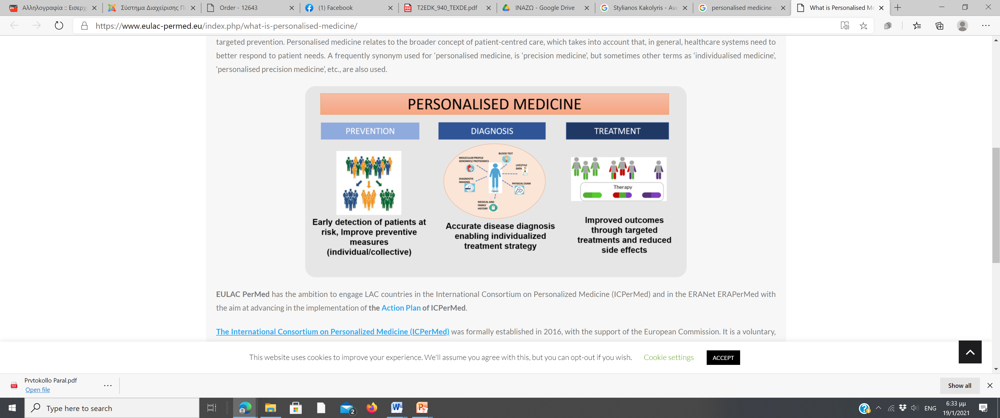 Αλληλογραφία :: Εισερχ
Σύστημα Διαχείρισης Πα
Order - 12643
(1) Facebook
T2EDK_940_TEXDE.pdf
ΙΝΑΖΩ - Google Drive
Stylianos Kakolyris - Ανα
personalised medicine -
What is Personalised Me
https://www.eulac-permed.eu/index.php/what-is-personalised-medicine/
targeted prevention. Personalised medicine relates to the broader concept of patient-centred care, which takes into account that, in general, healthcare systems need to
better respond to patient needs. A frequently synonym used for ‘personalised medicine, is ‘precision medicine’, but sometimes other terms as ‘individualised medicine’,
‘personalised precision medicine’, etc., are also used.
PERSONALISED MEDICINE
PREVENTION
DIAGNOSIS
TREATMENT
BLOOD TEST
MOLECULAR PROFILE
GENOMICS/ PROTEOMICS
LIFESTYLE
DATA
DIAGNOSTIC
IMAGING
PHYSICAL EXAM
Patient
MEDICAL AND
FAMILY
HISTORY
Therapy
Early detection of patients at
risk, Improve preventive
measures
(individual/collective)
Accurate disease diagnosis
enabling individualized
treatment strategy
Improved outcomes
through targeted
treatments and reduced
side effects
EULAC PerMed has the ambition to engage LAC countries in the International Consortium on Personalized Medicine (ICPerMed) and in the ERANet ERAPerMed with
the aim at advancing in the implementation of the Action Plan of ICPerMed.
The International Consortium on Personalized Medicine (ICPerMed) was formally established in 2016, with the support of the European Commission. It is a voluntary,
This website uses cookies to improve your experience. We'll assume you agree with this, but you can opt-out if you wish.
Cookie settings
ACCEPT
PDF
Prvtokollo Paral.pdf
Open file
Show all
Type here to search
2
ENG
6:33 μμ
19/1/2021